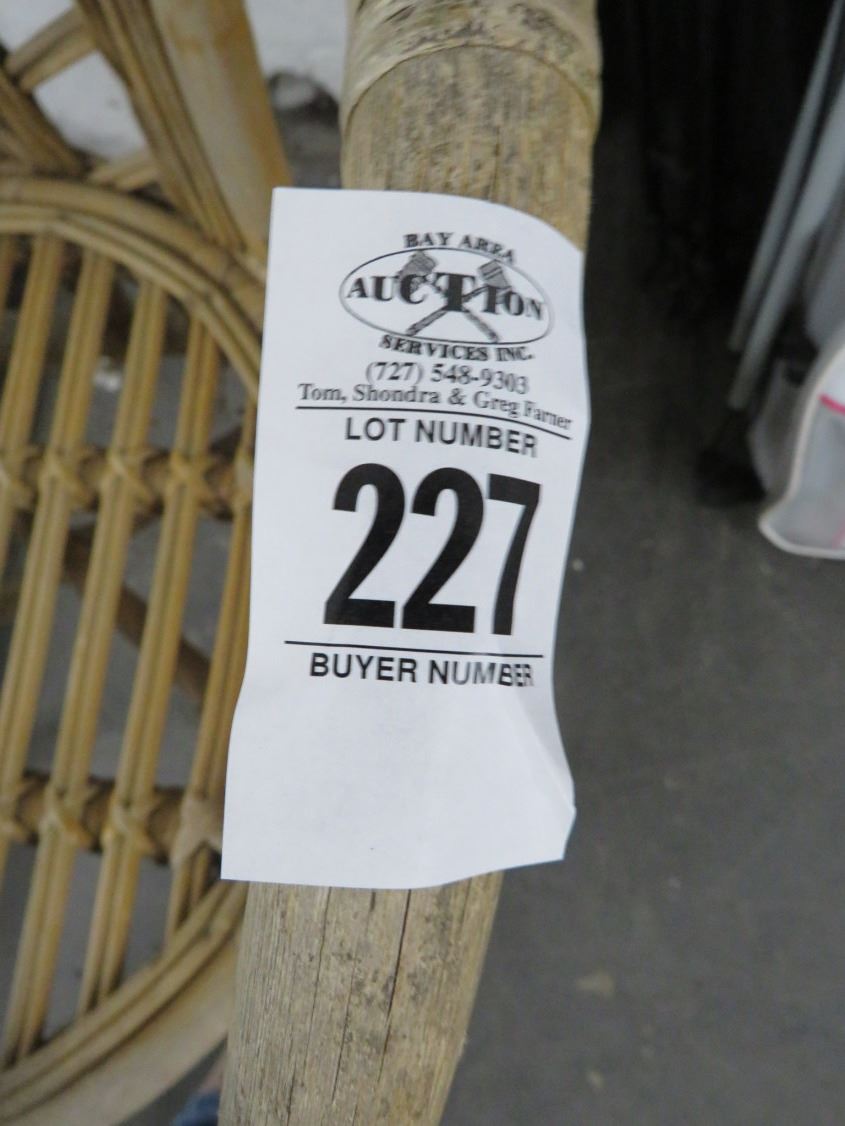 BAY AREA
AUCTION
SERVICES INC.
(727) 548-9303
Tom, Shondra & Greg Farner
LOT NUMBER
227
BUYER NUMBER